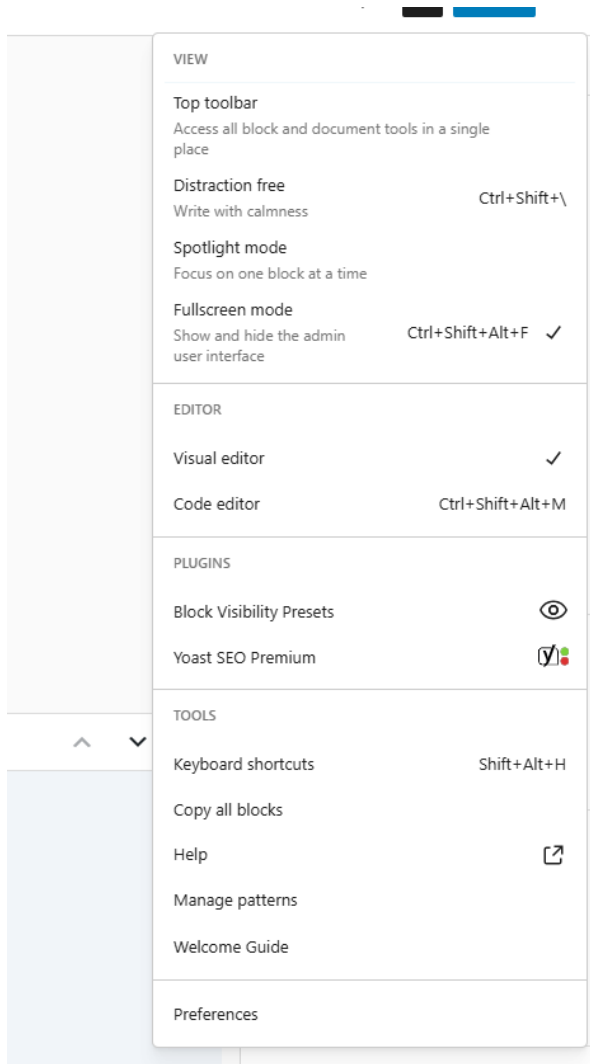 VIEW
Top toolbar
Access all block and document tools in a single
place
Distraction free
Write with calmness
Ctrl+Shift+\
Spotlight mode
Focus on one block at a time
Fullscreen mode
Show and hide the admin
user interface
Ctrl+Shift+Alt+F
EDITOR
Visual editor
Code editor Ctrl+Shift+Alt+M
PLUGINS
Block Visibility Presets
Yoast SEO Premium
TOOLS
Keyboard shortcuts Shift+Alt+H
Copy all blocks
Help
Manage patterns
Welcome Guide
Preferences